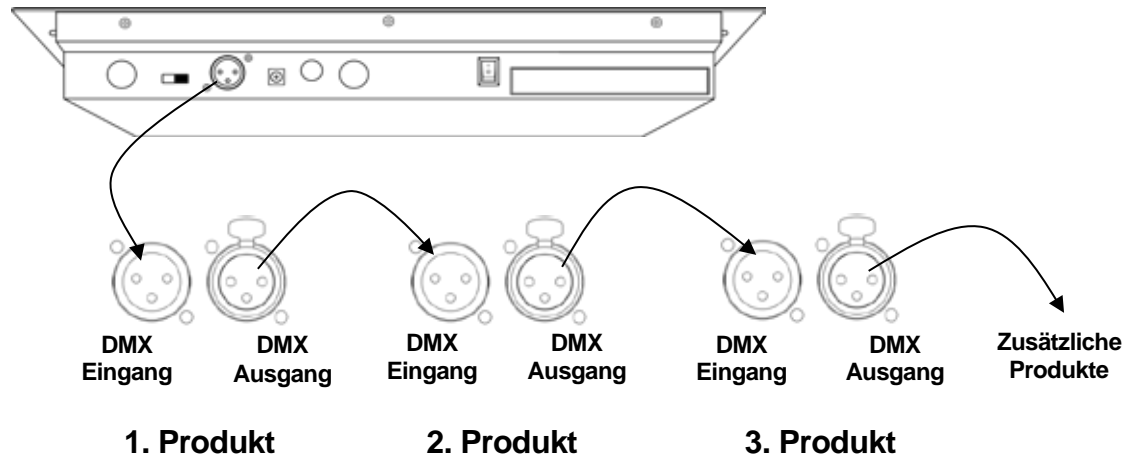 DMX
Eingang
DMX
Ausgang
DMX
Eingang
DMX
Ausgang
DMX
Eingang
DMX
Ausgang
Zusätzliche
Produkte
1. Produkt
2. Produkt
3. Produkt